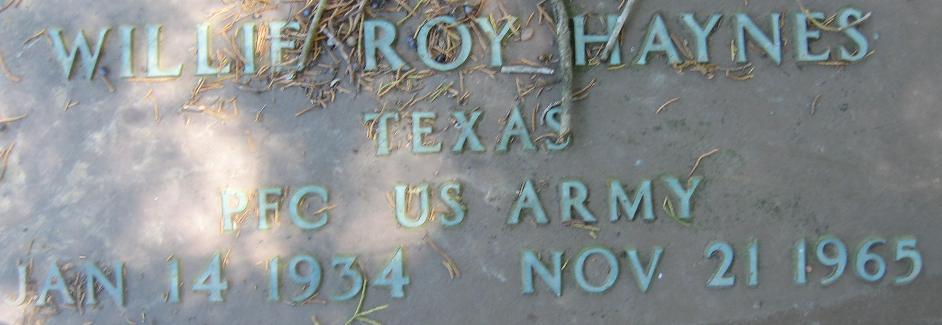 WILLIE ROY HAYNES
TEXAS
PFC US ARMY
JAN 14 1934 NOV 21 1965